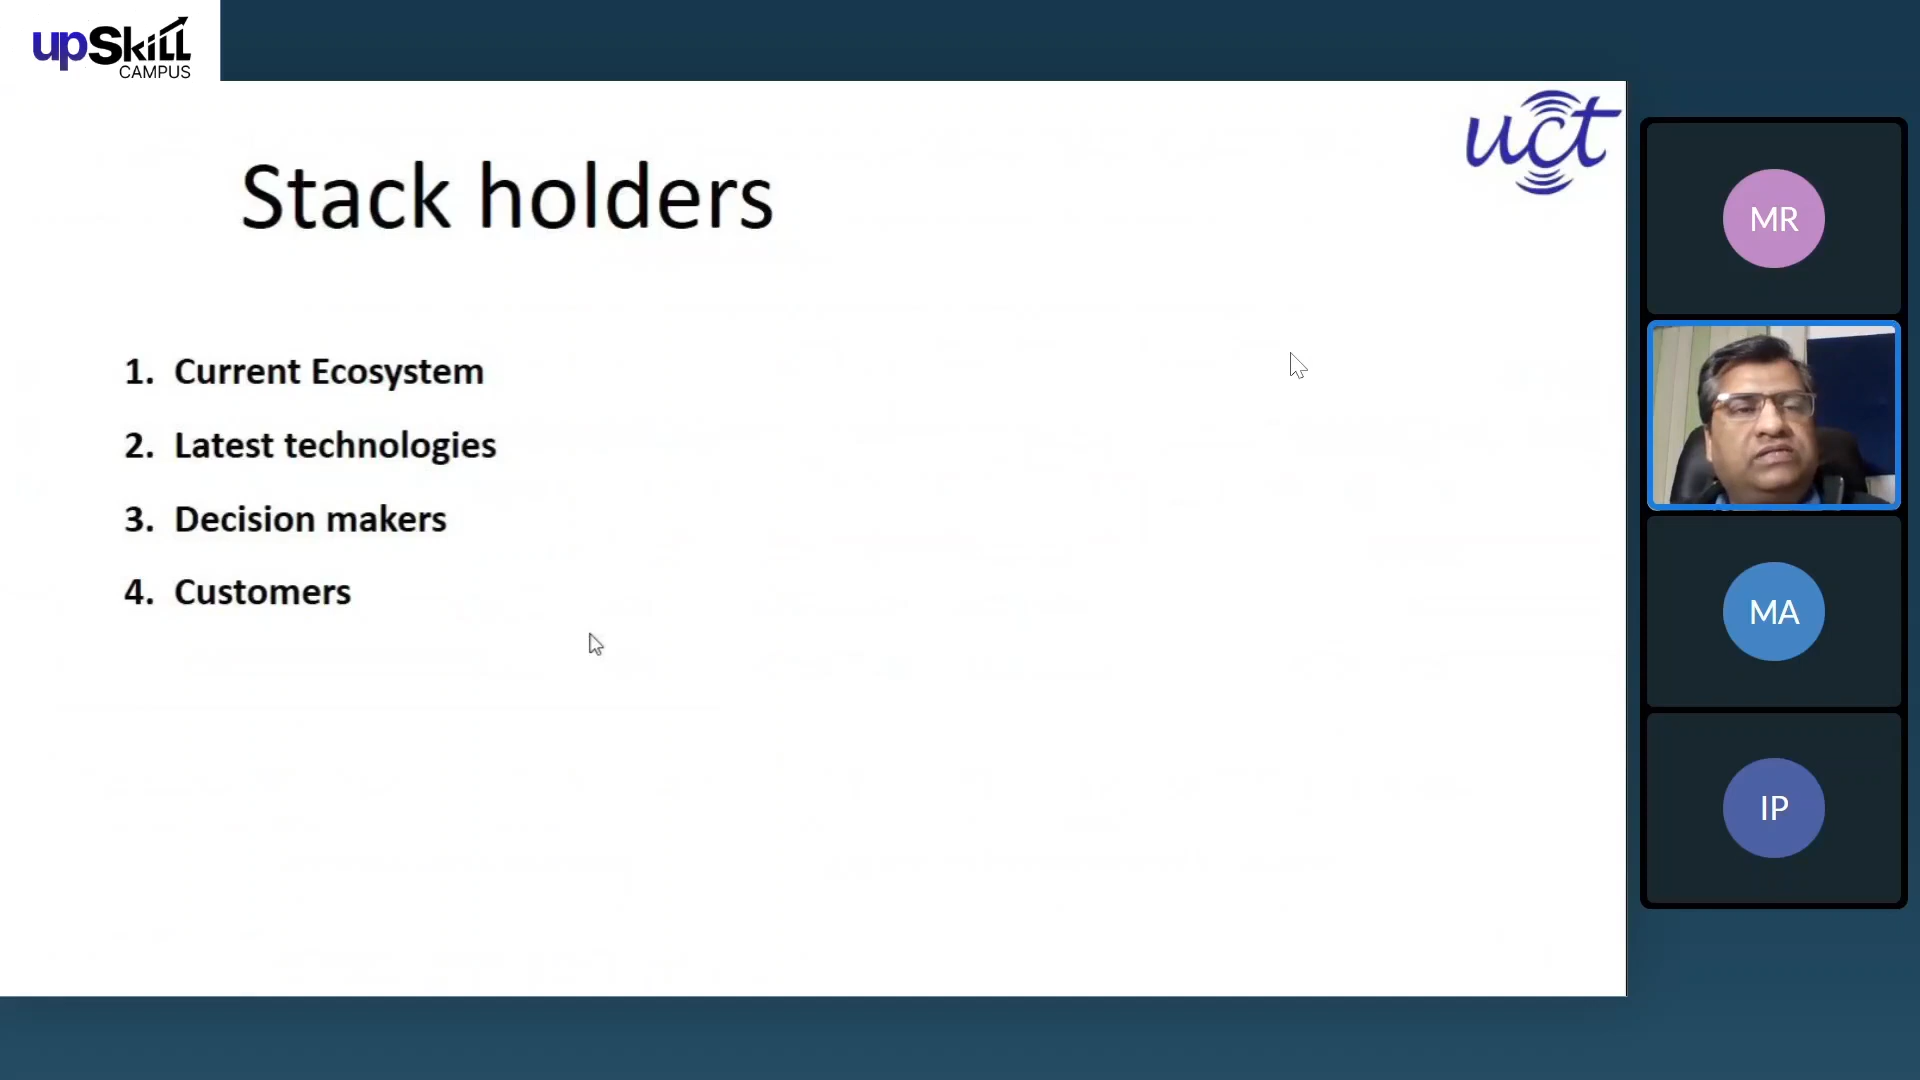 upSkill
CAMPUS
uct
Stack holders
1. Current Ecosystem
2. Latest technologies
3. Decision makers
4. Customers
MR
MA
IP